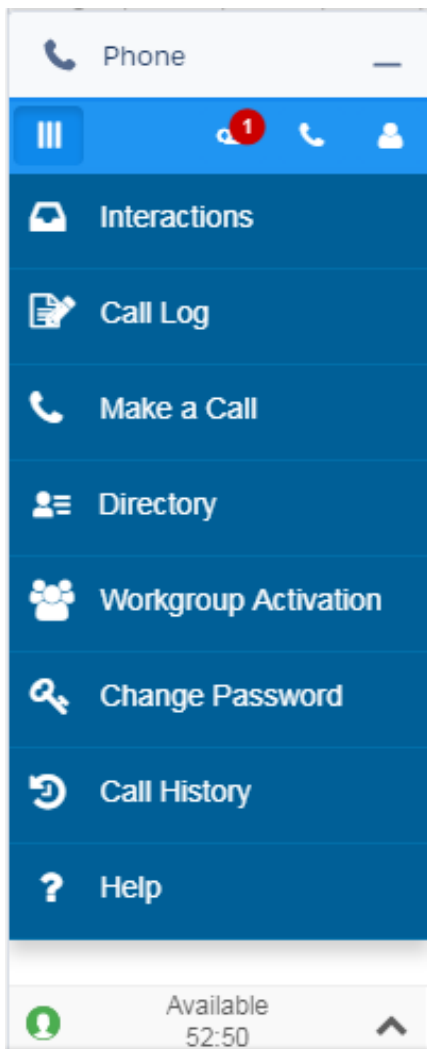 Phone
1
Interactions
Call Log
Make a Call
Directory
Workgroup Activation
Change Password
Call History
Help
Available
52:50